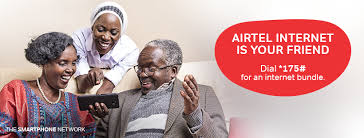 AIRTEL INTERNET
IS YOUR FRIEND
Dial *175#
for an internet bundle.
THE SMARTPHONE NETWORK